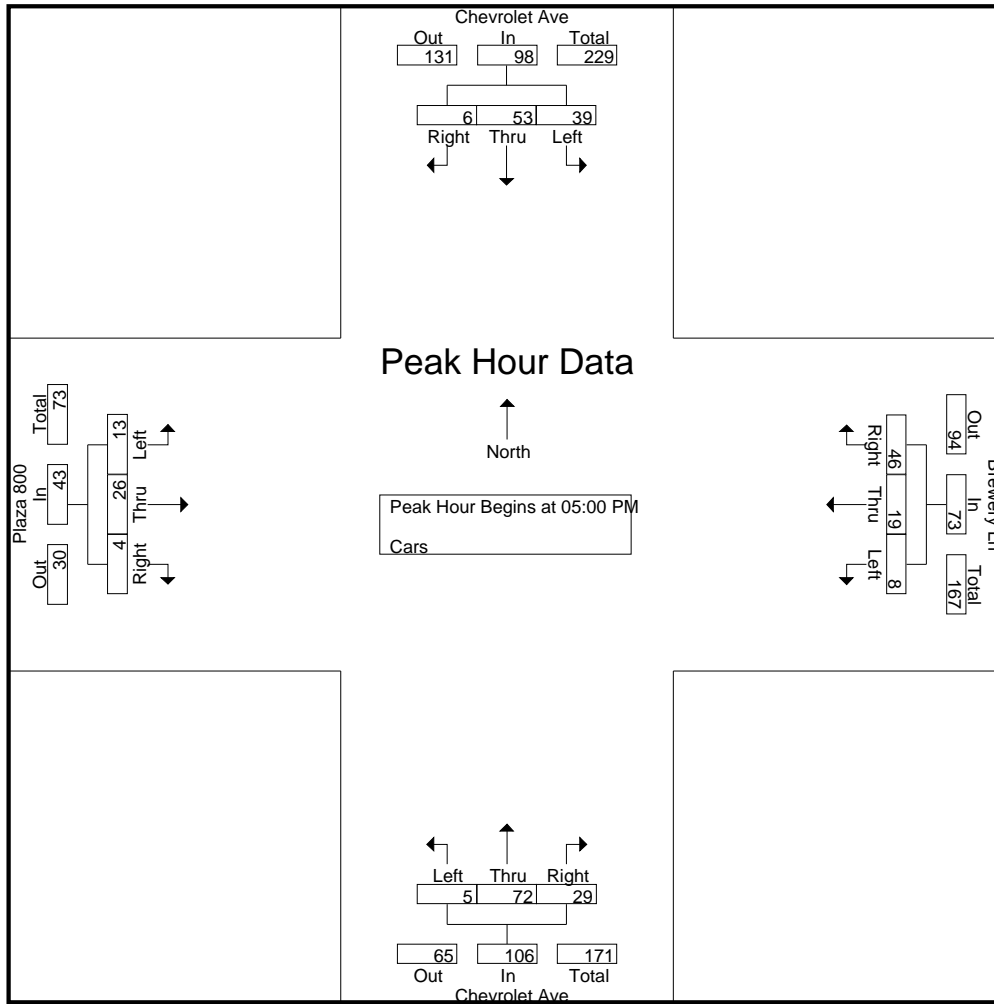 Chevrolet Ave
Out In Total
131 98 229
6 53 39
Right Thru Left
Peak Hour Data
North
Peak Hour Begins at 05:00 PM
Cars
Plaza 800
Total In Out
73 43 30
13 26 4
Left Thru Right
Out In Total
94 73 167
46 19 8
Right Thru Left
Left Thru Right
5 72 29
65 106 171
Out In Total
Chevrolet Ave